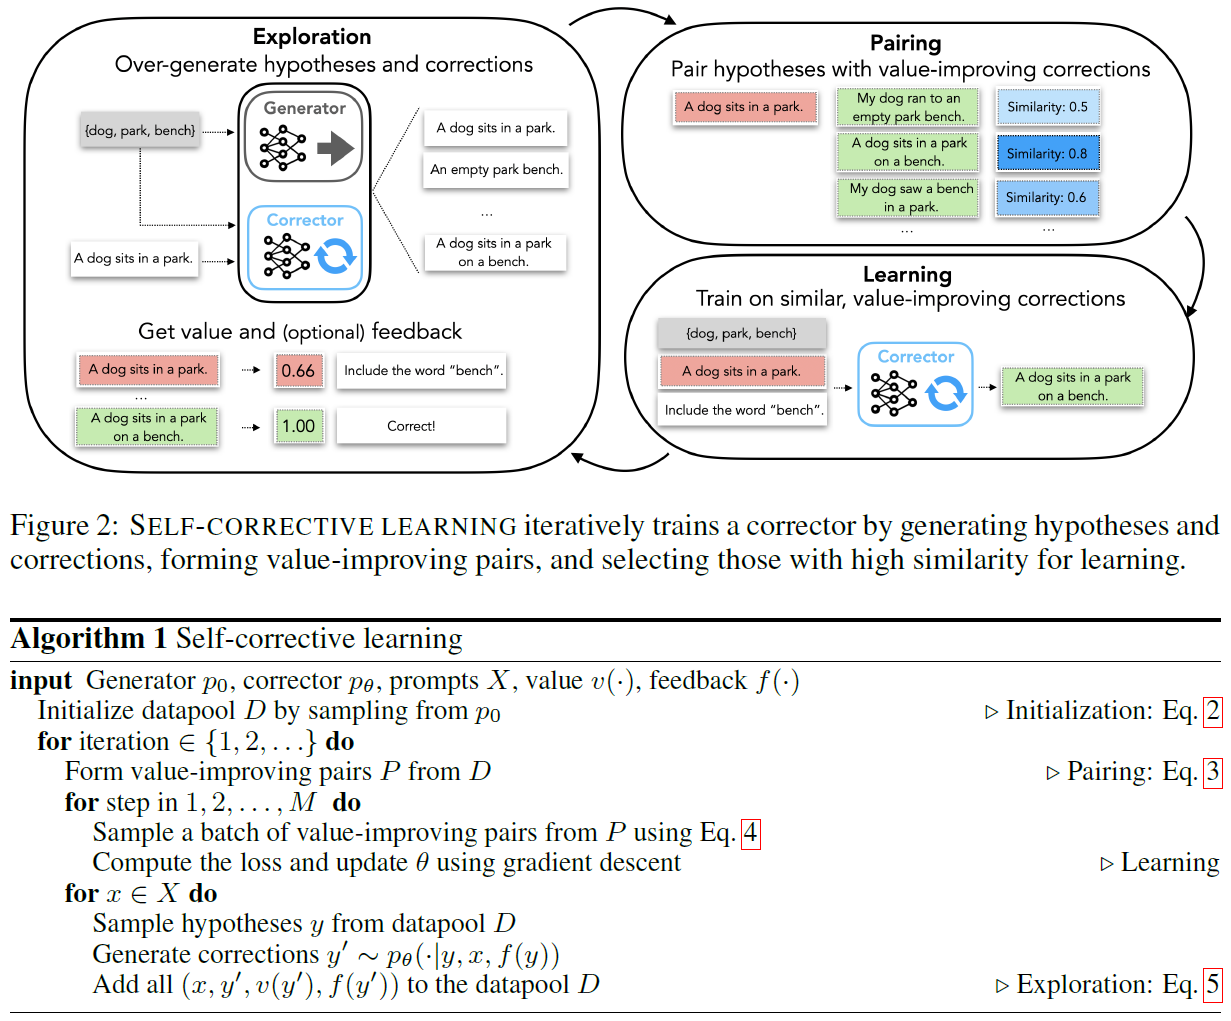 Exploration
Over-generate hypotheses and corrections
{dog, park, bench}
A dog sits in a park.
Generator
Corrector
A dog sits in a park.
An empty park bench.
...
A dog sits in a park
on a bench.
Get value and (optional) feedback
A dog sits in a park.
0.66
Include the word “bench”.
...
A dog sits in a park
on a bench.
1.00
Correct!
Pairing
Pair hypotheses with value-improving corrections
A dog sits in a park.
My dog ran to an
empty park bench.
Similarity: 0.5
A dog sits in a park
on a bench.
Similarity: 0.8
My dog saw a bench
in a park.
Similarity: 0.6
...
...
Learning
Train on similar, value-improving corrections
{dog, park, bench}
A dog sits in a park.
Include the word “bench”.
Corrector
A dog sits in a park
on a bench.
Figure 2: SELF-CORRECTIVE LEARNING iteratively trains a corrector by generating hypotheses and
corrections, forming value-improving pairs, and selecting those with high similarity for learning.
Algorithm 1 Self-corrective learning
input Generator p₀, corrector p_θ, prompts X, value v(·), feedback f(·)
Initialize datapool D by sampling from p₀ ▷ Initialization: Eq. 2
for iteration ∈ {1, 2, . . .} do
Form value-improving pairs P from D ▷ Pairing: Eq. 3
for step in 1, 2, . . . , M do
Sample a batch of value-improving pairs from P using Eq. 4
Compute the loss and update θ using gradient descent ▷ Learning
for x ∈ X do
Sample hypotheses y from datapool D
Generate corrections y′ ∼ p_θ(·|y, x, f(y))
Add all (x, y′, v(y′), f(y′)) to the datapool D ▷ Exploration: Eq. 5